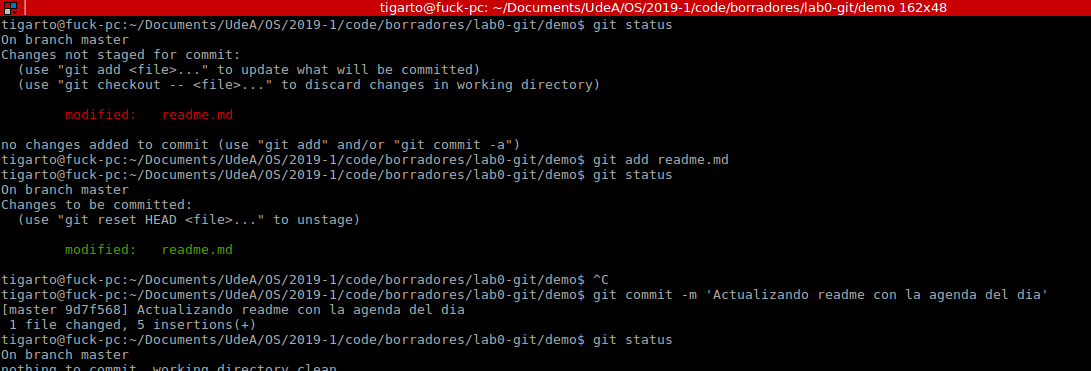 tigarto@fuck-pc: ~/Documents/UdeA/OS/2019-1/code/borradores/lab0-git/demo 162x48
tigarto@fuck-pc:~/Documents/UdeA/OS/2019-1/code/borradores/lab0-git/demo$ git status
On branch master
Changes not staged for commit:
  (use "git add <file>..." to update what will be committed)
  (use "git checkout -- <file>..." to discard changes in working directory)
        modified:   readme.md
no changes added to commit (use "git add" and/or "git commit -a")
tigarto@fuck-pc:~/Documents/UdeA/OS/2019-1/code/borradores/lab0-git/demo$ git add readme.md
tigarto@fuck-pc:~/Documents/UdeA/OS/2019-1/code/borradores/lab0-git/demo$ git status
On branch master
Changes to be committed:
  (use "git reset HEAD <file>..." to unstage)
        modified:   readme.md
tigarto@fuck-pc:~/Documents/UdeA/OS/2019-1/code/borradores/lab0-git/demo$ ^C
tigarto@fuck-pc:~/Documents/UdeA/OS/2019-1/code/borradores/lab0-git/demo$ git commit -m 'Actualizando readme con la agenda del dia'
[master 9d7f568] Actualizando readme con la agenda del dia
 1 file changed, 5 insertions(+)
tigarto@fuck-pc:~/Documents/UdeA/OS/2019-1/code/borradores/lab0-git/demo$ git status
On branch master
nothing to commit, working directory clean